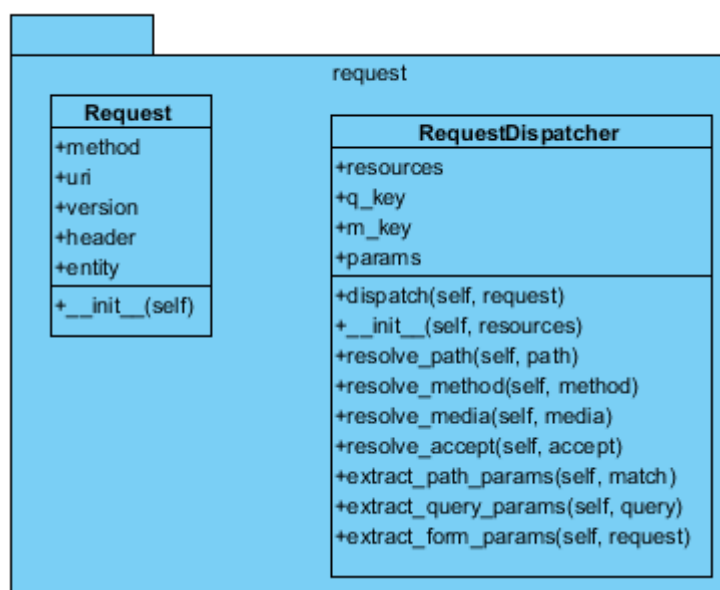 request
Request
+method
+uri
+version
+header
+entity
+__init__(self)
RequestDispatcher
+resources
+q_key
+m_key
+params
+dispatch(self, request)
+__init__(self, resources)
+resolve_path(self, path)
+resolve_method(self, method)
+resolve_media(self, media)
+resolve_accept(self, accept)
+extract_path_params(self, match)
+extract_query_params(self, query)
+extract_form_params(self, request)